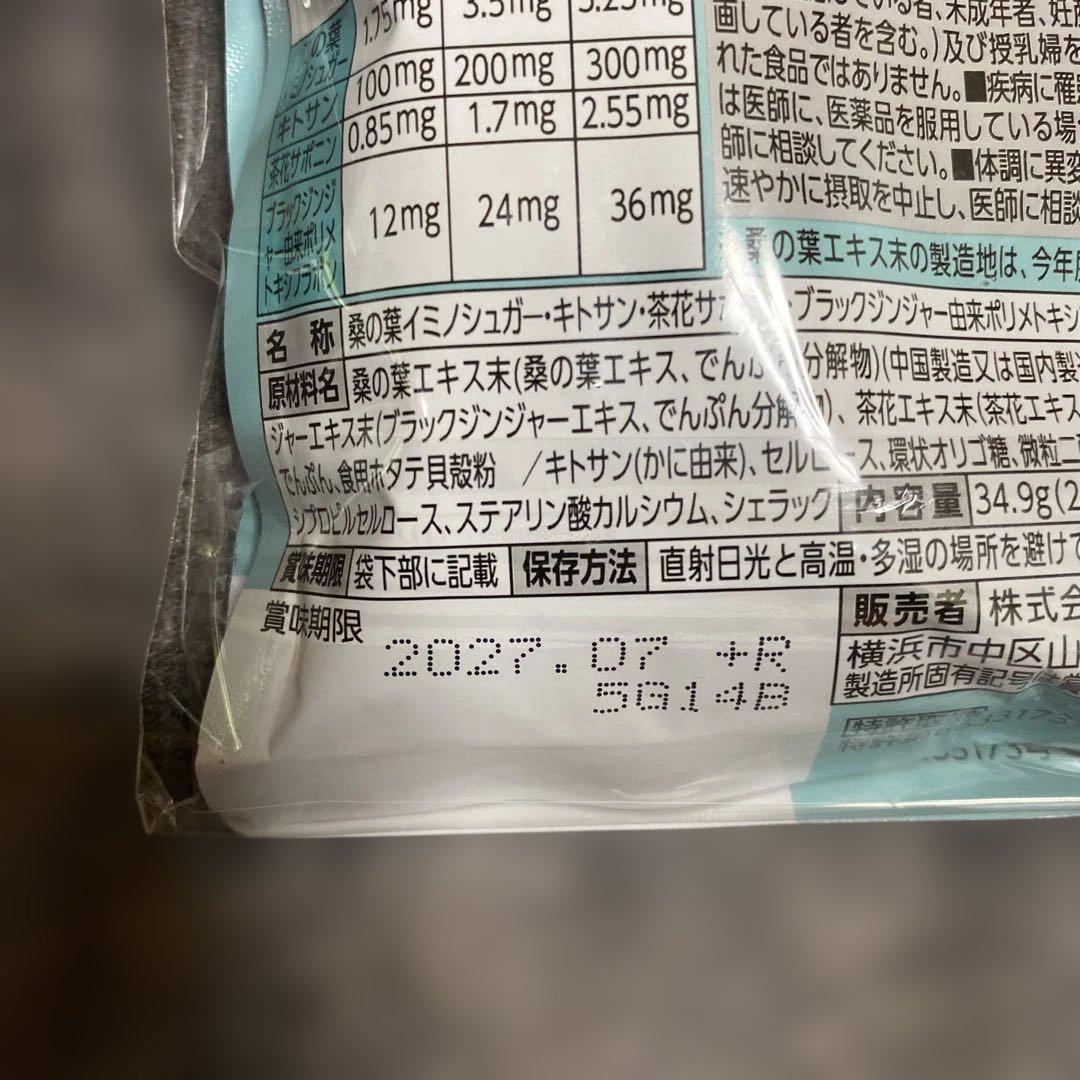 1.75mg 3.5mg 5.25mg
の葉
イミノシュガー
キトサン 100mg 200mg 300mg
茶花サポニン 0.85mg 1.7mg 2.55mg
ブラックジンジ
ャー由来ポリメ
トキシフラボン
12mg 24mg 36mg
いる者、未成年者、妊
画している者を含む。)及び授乳婦を
れた食品ではありません。■疾病に罹
は医師に、医薬品を服用している場
師に相談してください。■体調に異変
速やかに摂取を中止し、医師に相談
桑の葉エキス末の製造地は、今年
名 称 桑の葉イミノシュガー・キトサン・茶花サ ・ブラックジンジャー由来ポリメトキシ
原材料名 桑の葉エキス末(桑の葉エキス、でんぷん分解物)(中国製造又は国内製
ジャーエキス末(ブラックジンジャーエキス、でんぷん分解物)、茶花エキス末(茶花エキス
でんぷん、食用ホタテ貝殻粉 /キトサン(かに由来)、セルロース、環状オリゴ糖、微粒二
シプロピルセルロース、ステアリン酸カルシウム、シェラック 内容量 34.9g(2
賞味期限 袋下部に記載 保存方法 直射日光と高温・多湿の場所を避けて
販売者 株式会
横浜市中区山
製造所固有記号は賞
賞味期限
2027.07 +R
5G14B
特許取得